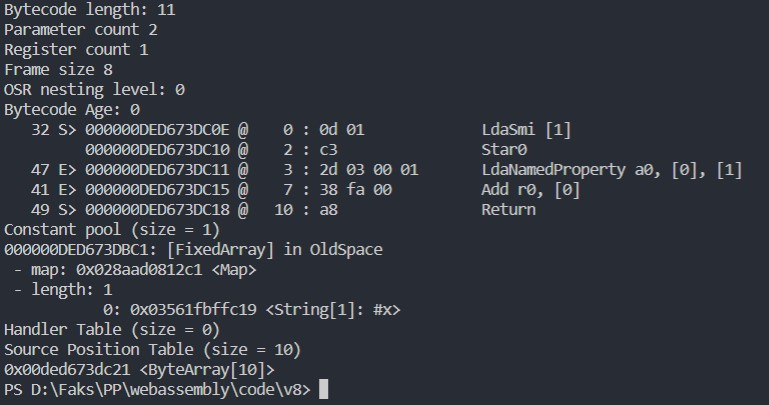 Bytecode length: 11
Parameter count 2
Register count 1
Frame size 8
OSR nesting level: 0
Bytecode Age: 0
   32 S> 000000DED673DC0E @    0 : 0d 01             LdaSmi [1]
         000000DED673DC10 @    2 : c3                Star0
   47 E> 000000DED673DC11 @    3 : 2d 03 00 01       LdaNamedProperty a0, [0], [1]
   41 E> 000000DED673DC15 @    7 : 38 fa 00          Add r0, [0]
   49 S> 000000DED673DC18 @   10 : a8                Return
Constant pool (size = 1)
000000DED673DBC1: [FixedArray] in OldSpace
 - map: 0x028aad0812c1 <Map>
 - length: 1
           0: 0x03561fbffc19 <String[1]: #x>
Handler Table (size = 0)
Source Position Table (size = 10)
0x00ded673dc21 <ByteArray[10]>
PS D:\Faks\PP\webassembly\code\v8>